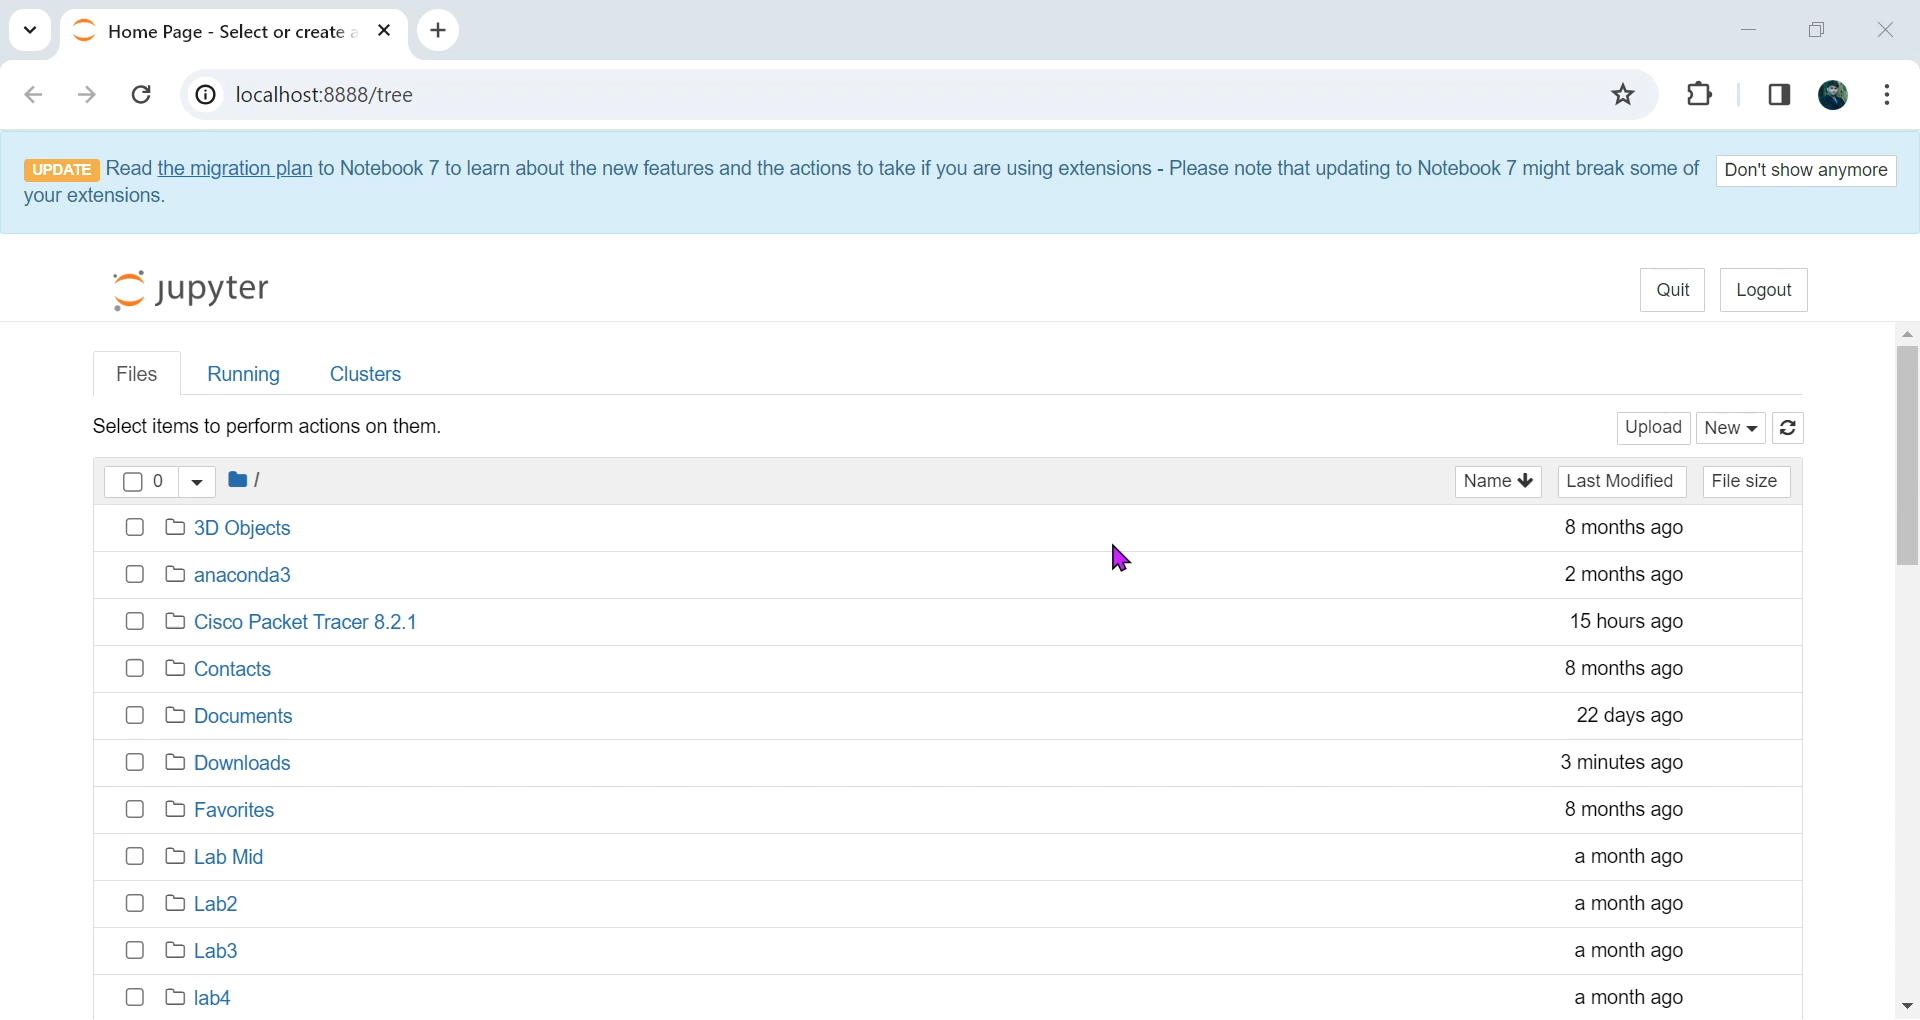 Home Page - Select or create a
localhost:8888/tree
UPDATE Read the migration plan to Notebook 7 to learn about the new features and the actions to take if you are using extensions - Please note that updating to Notebook 7 might break some of
your extensions.
Don't show anymore
jupyter
Quit
Logout
Files
Running
Clusters
Select items to perform actions on them.
Upload
New
0
/
Name
Last Modified
File size
3D Objects
8 months ago
anaconda3
2 months ago
Cisco Packet Tracer 8.2.1
15 hours ago
Contacts
8 months ago
Documents
22 days ago
Downloads
3 minutes ago
Favorites
8 months ago
Lab Mid
a month ago
Lab2
a month ago
Lab3
a month ago
lab4
a month ago